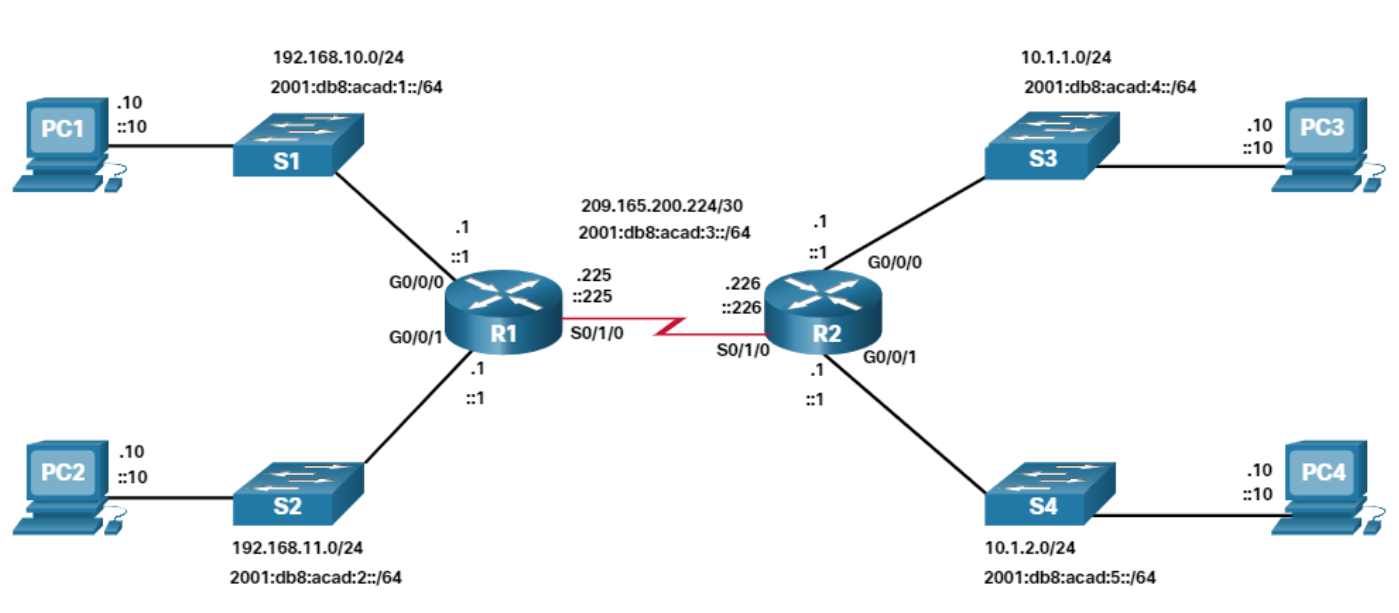 192.168.10.0/24
2001:db8:acad:1::/64
10.1.1.0/24
2001:db8:acad:4::/64
PC1
.10
::10
S1
S3
.10
::10
PC3
209.165.200.224/30
2001:db8:acad:3::/64
.1
::1
G0/0/0
.1
::1
G0/0/0
.225
::225
.226
::226
G0/0/1
R1
S0/1/0
S0/1/0
R2
G0/0/1
.1
::1
.1
::1
PC2
.10
::10
S2
S4
.10
::10
PC4
192.168.11.0/24
2001:db8:acad:2::/64
10.1.2.0/24
2001:db8:acad:5::/64